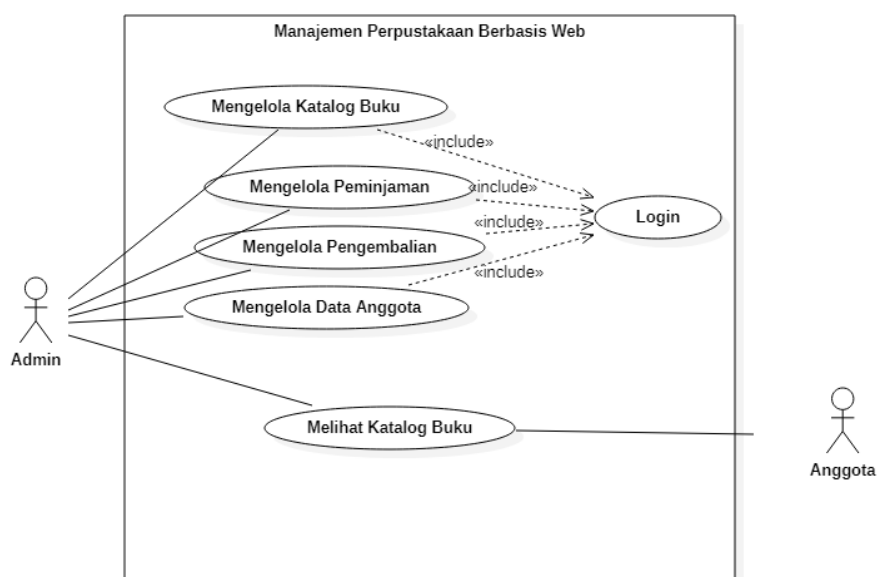 Manajemen Perpustakaan Berbasis Web
Mengelola Katalog Buku
«include»
Mengelola Peminjaman
«include»
Login
«include»
Mengelola Pengembalian
«include»
Mengelola Data Anggota
Admin
Melihat Katalog Buku
Anggota